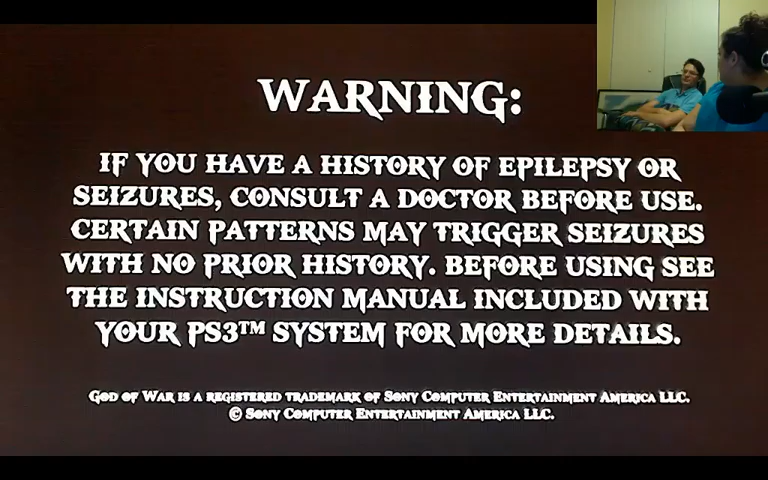 WARNING:
IF YOU HAVE A HISTORY OF EPILEPSY OR
SEIZURES, CONSULT A DOCTOR BEFORE USE.
CERTAIN PATTERNS MAY TRIGGER SEIZURES
WITH NO PRIOR HISTORY. BEFORE USING SEE
THE INSTRUCTION MANUAL INCLUDED WITH
YOUR PS3™ SYSTEM FOR MORE DETAILS.
GOD OF WAR IS A REGISTERED TRADEMARK OF SONY COMPUTER ENTERTAINMENT AMERICA LLC.
© SONY COMPUTER ENTERTAINMENT AMERICA LLC.